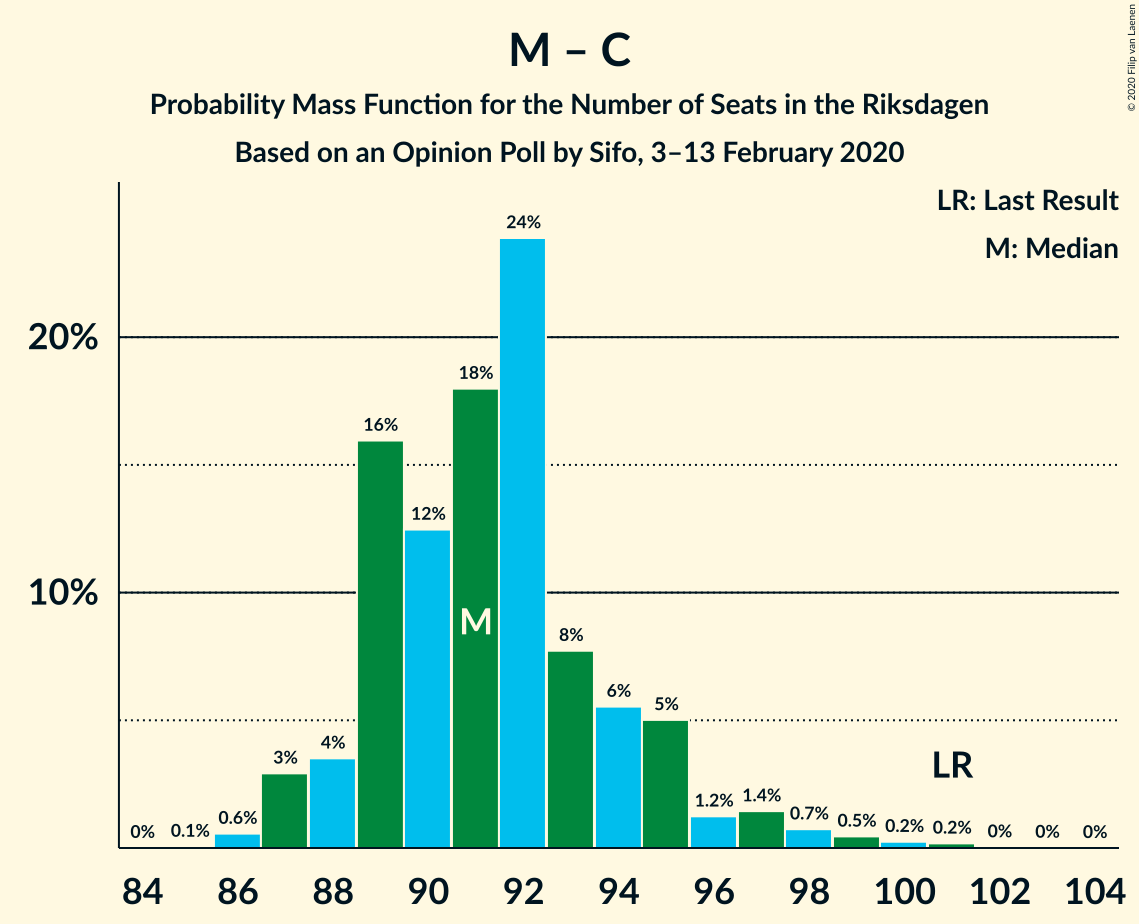 M – C
Probability Mass Function for the Number of Seats in the Riksdagen
Based on an Opinion Poll by Sifo, 3–13 February 2020
© 2020 Filip van Laenen
LR: Last Result
M: Median
20%
10%
0%
0.1%
0.6%
3%
4%
16%
12%
18%
24%
8%
6%
5%
1.2%
1.4%
0.7%
0.5%
0.2%
0.2%
0%
0%
0%
M
LR
84 86 88 90 92 94 96 98 100 102 104